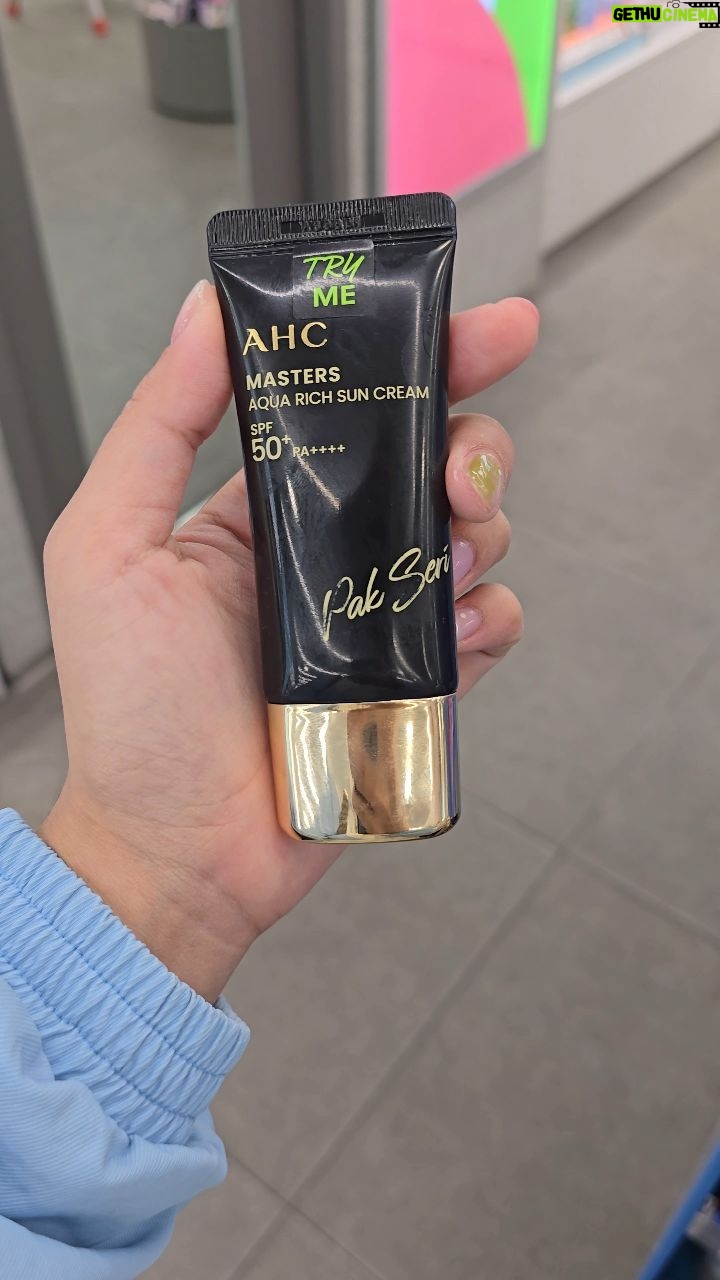 GETHUCINEMA
TRY
ME
AHC
MASTERS
AQUA RICH SUN CREAM
SPF
50+ PA++++
Pak Seri